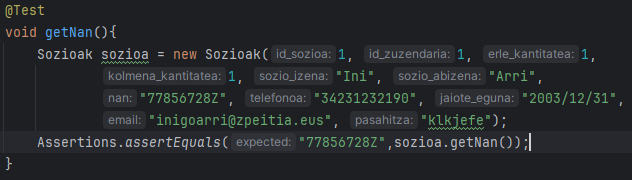 @Test
void getNan(){
Sozioak sozioa = new Sozioak( id_sozioa: 1, id_zuzendaria: 1, erle_kantitatea: 1,
kolmena_kantitatea: 1, sozio_izena: "Ini", sozio_abizena: "Arri",
nan: "77856728Z", telefonoa: "34231232190", jaiote_eguna: "2003/12/31",
email: "inigoarri@zpeitia.eus", pasahitza: "klkjefe");
Assertions.assertEquals( expected: "77856728Z",sozioa.getNan());
}